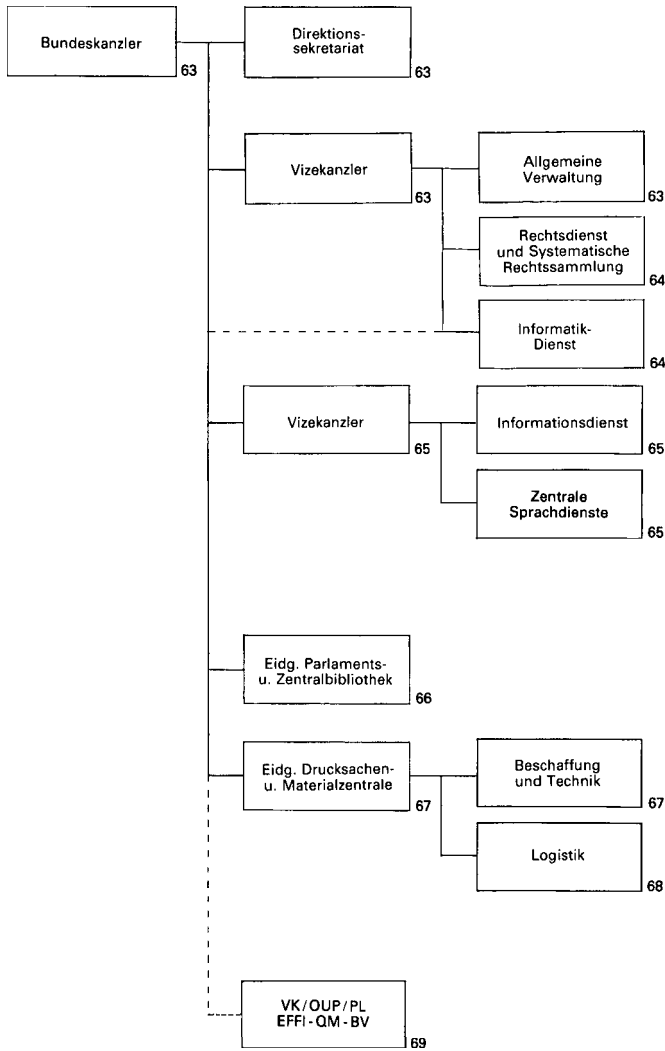 Bundeskanzler
63
Direktions-
sekretariat
63
Vizekanzler
63
Allgemeine
Verwaltung
63
Rechtsdienst
und Systematische
Rechtssammlung
64
Informatik-
Dienst
64
Vizekanzler
65
Informationsdienst
65
Zentrale
Sprachdienste
65
Eidg. Parlaments-
u. Zentralbibliothek
66
Eidg. Drucksachen-
u. Materialzentrale
67
Beschaffung
und Technik
67
Logistik
68
VK/OUP/PL
EFFI-QM-BV
69